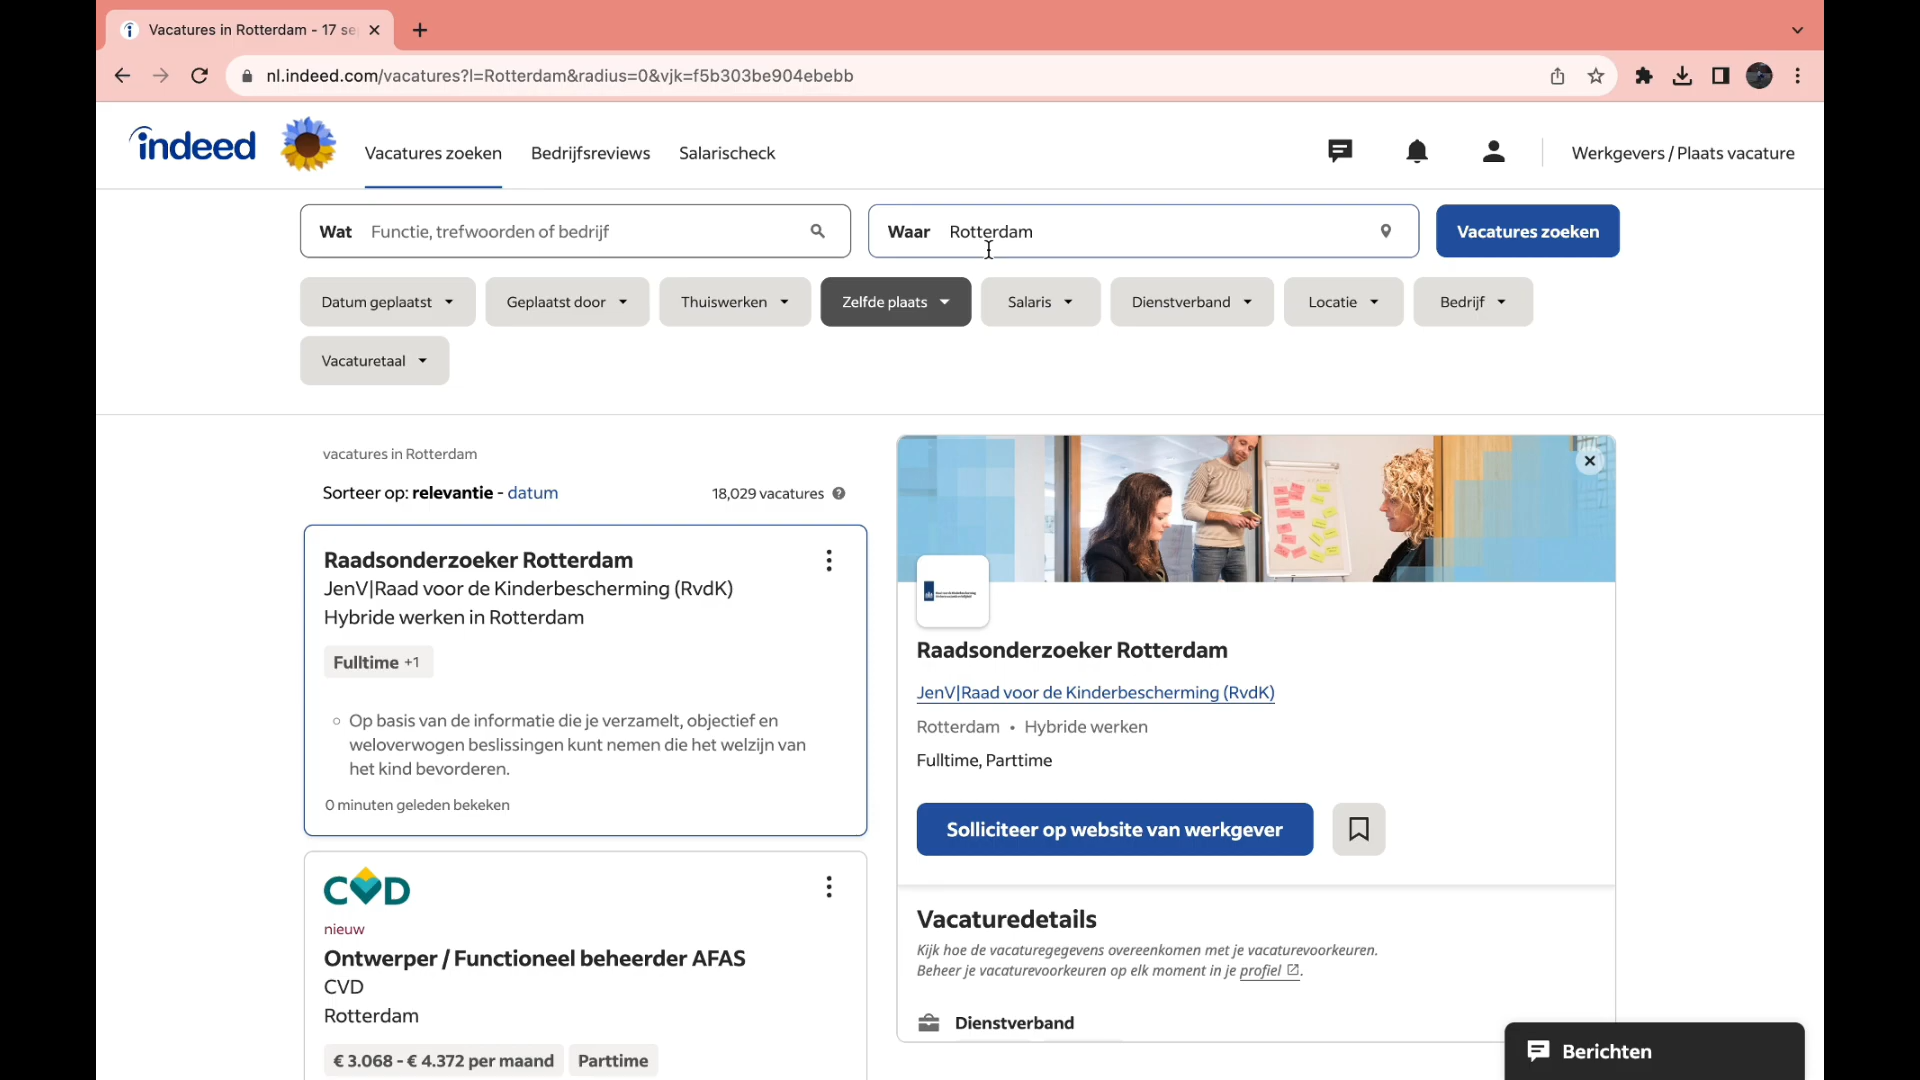 Vacatures in Rotterdam - 17 se
nl.indeed.com/vacatures?l=Rotterdam&radius=0&vjk=f5b303be904ebebb
indeed
Vacatures zoeken
Bedrijfsreviews
Salarischeck
Werkgevers / Plaats vacature
Wat Functie, trefwoorden of bedrijf
Waar Rotterdam
Vacatures zoeken
Datum geplaatst
Geplaatst door
Thuiswerken
Zelfde plaats
Salaris
Dienstverband
Locatie
Bedrijf
Vacaturetaal
vacatures in Rotterdam
Sorteer op: relevantie - datum
18,029 vacatures
Raadsonderzoeker Rotterdam
JenV|Raad voor de Kinderbescherming (RvdK)
Hybride werken in Rotterdam
Fulltime +1
Op basis van de informatie die je verzamelt, objectief en
weloverwogen beslissingen kunt nemen die het welzijn van
het kind bevorderen.
0 minuten geleden bekeken
CVD
nieuw
Ontwerper / Functioneel beheerder AFAS
CVD
Rotterdam
€ 3.068 - € 4.372 per maand
Parttime
Raadsonderzoeker Rotterdam
JenV|Raad voor de Kinderbescherming (RvdK)
Rotterdam • Hybride werken
Fulltime, Parttime
Solliciteer op website van werkgever
Vacaturedetails
Kijk hoe de vacaturegegevens overeenkomen met je vacaturevoorkeuren.
Beheer je vacaturevoorkeuren op elk moment in je profiel.
Dienstverband
Berichten